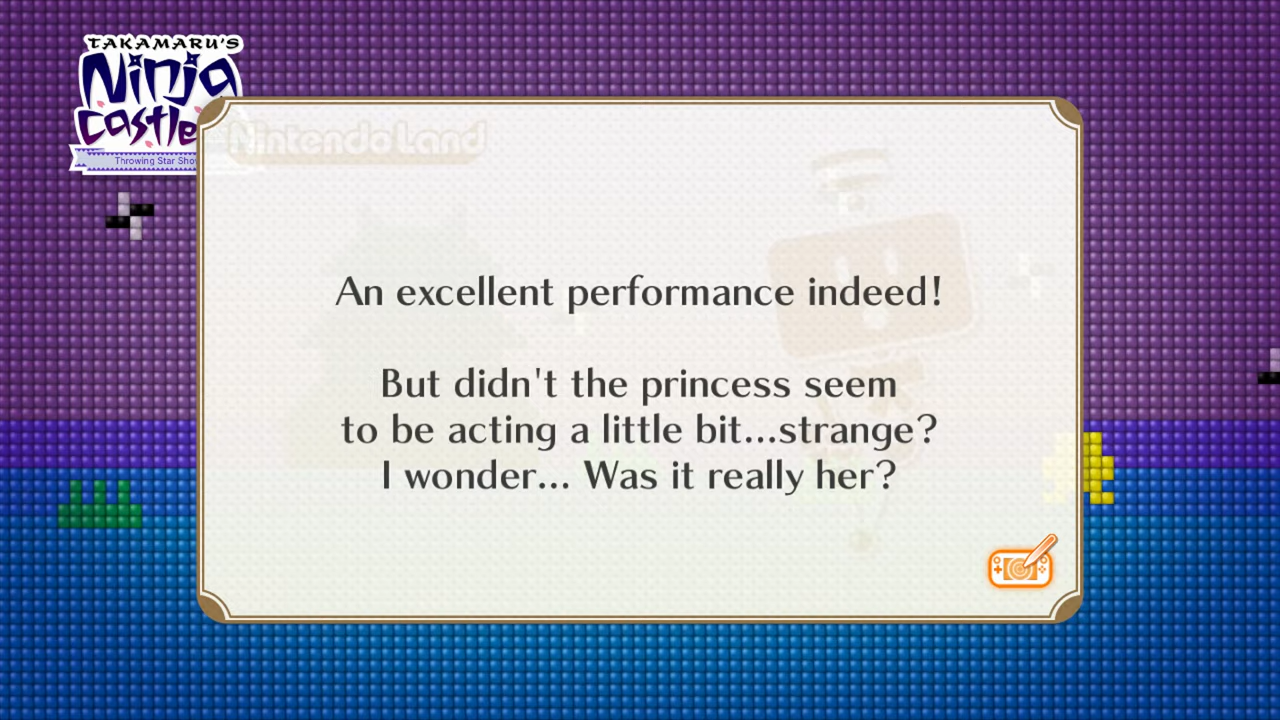 TAKAMARU'S
Ninja
Castle
Throwing Star Sho
Nintendo Land
An excellent performance indeed!
But didn't the princess seem
to be acting a little bit...strange?
I wonder... Was it really her?